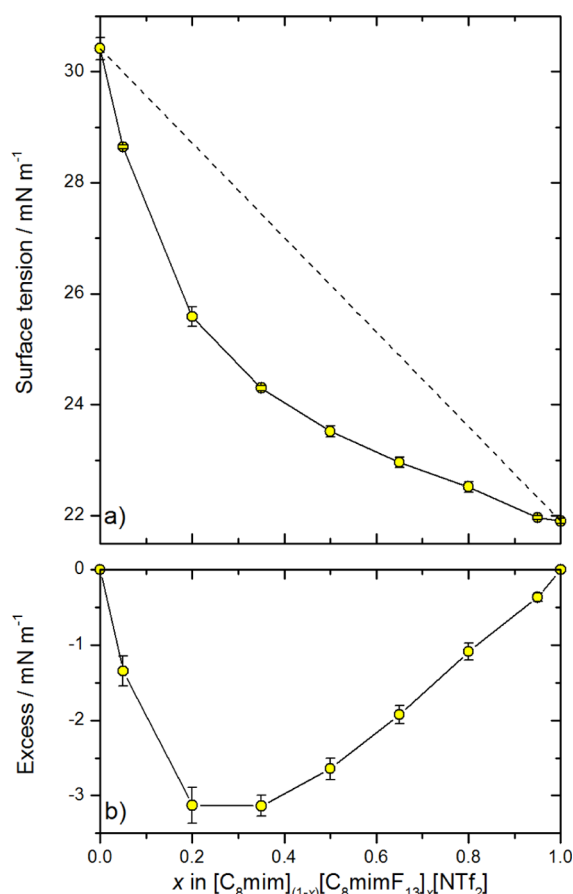 30
28
26
24
22
Surface tension / mN m⁻¹
a)
0
-1
-2
-3
Excess / mN m⁻¹
b)
0.0 0.2 0.4 0.6 0.8 1.0
x in [C₈mim]₍₁₋ₓ₎[C₈mimF₁₃]ₓ[NTf₂]